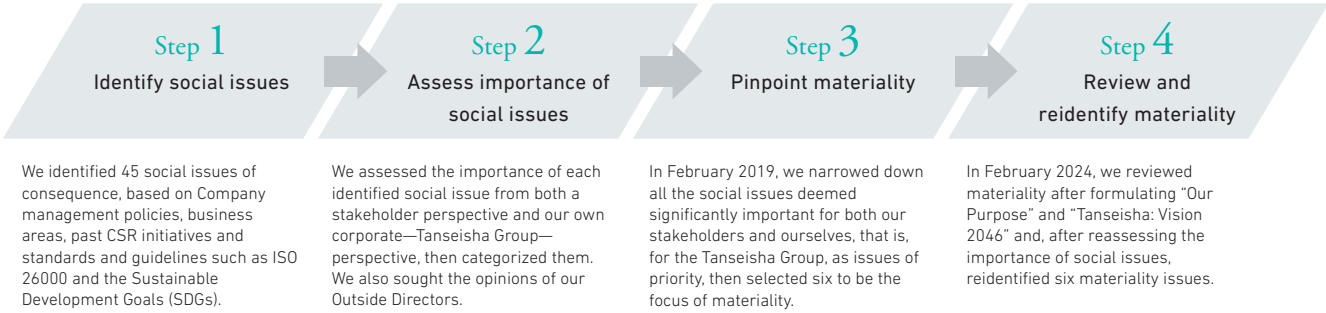 Step 1
Identify social issues
We identified 45 social issues of
consequence, based on Company
management policies, business
areas, past CSR initiatives and
standards and guidelines such as ISO
26000 and the Sustainable
Development Goals (SDGs).
Step 2
Assess importance of
social issues
We assessed the importance of each
identified social issue from both a
stakeholder perspective and our own
corporate—Tanseisha Group—
perspective, then categorized them.
We also sought the opinions of our
Outside Directors.
Step 3
Pinpoint materiality
In February 2019, we narrowed down
all the social issues deemed
significantly important for both our
stakeholders and ourselves, that is,
for the Tanseisha Group, as issues of
priority, then selected six to be the
focus of materiality.
Step 4
Review and
reidentify materiality
In February 2024, we reviewed
materiality after formulating “Our
Purpose” and “Tanseisha: Vision
2046” and, after reassessing the
importance of social issues,
reidentified six materiality issues.